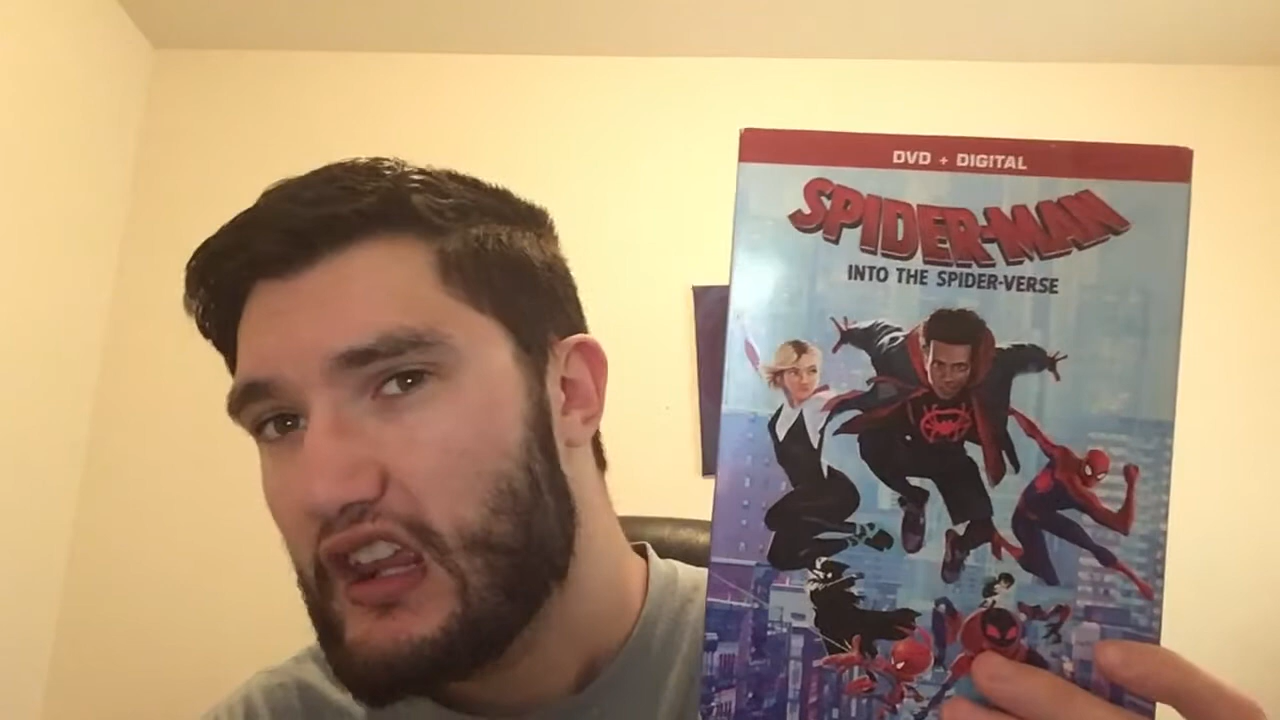 DVD + DIGITAL
SPIDER-MAN
INTO THE SPIDER-VERSE